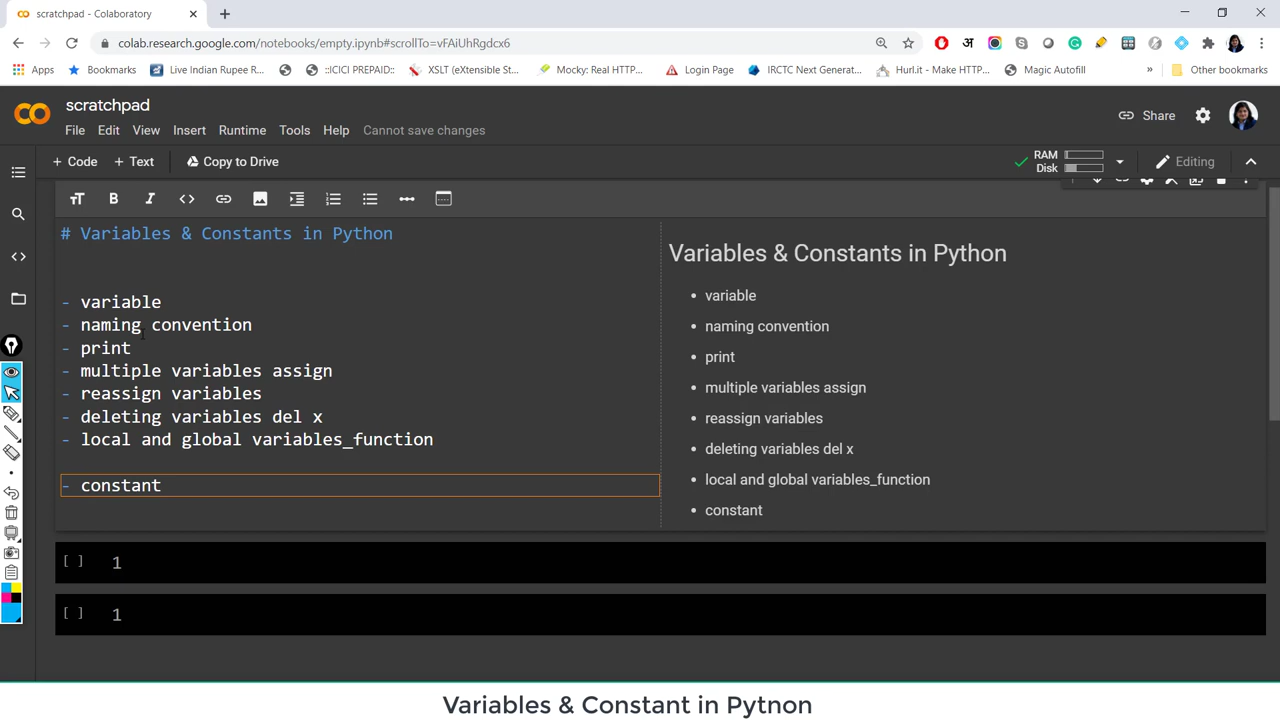 scratchpad - Colaboratory
colab.research.google.com/notebooks/empty.ipynb#scrollTo=vFAiUhRgdcx6
Apps Bookmarks Live Indian Rupee R... ::ICICI PREPAID:: XSLT (eXtensible St... Mocky: Real HTTP... Login Page IRCTC Next Generat... Hurl.it - Make HTTP... Magic Autofill » Other bookmarks
scratchpad
File Edit View Insert Runtime Tools Help Cannot save changes
Share
+ Code + Text Copy to Drive
RAM
Disk
Editing
# Variables & Constants in Python
- variable
- naming convention
- print
- multiple variables assign
- reassign variables
- deleting variables del x
- local and global variables_function
- constant
Variables & Constants in Python
• variable
• naming convention
• print
• multiple variables assign
• reassign variables
• deleting variables del x
• local and global variables_function
• constant
[ ] 1
[ ] 1
Variables & Constant in Pytnon